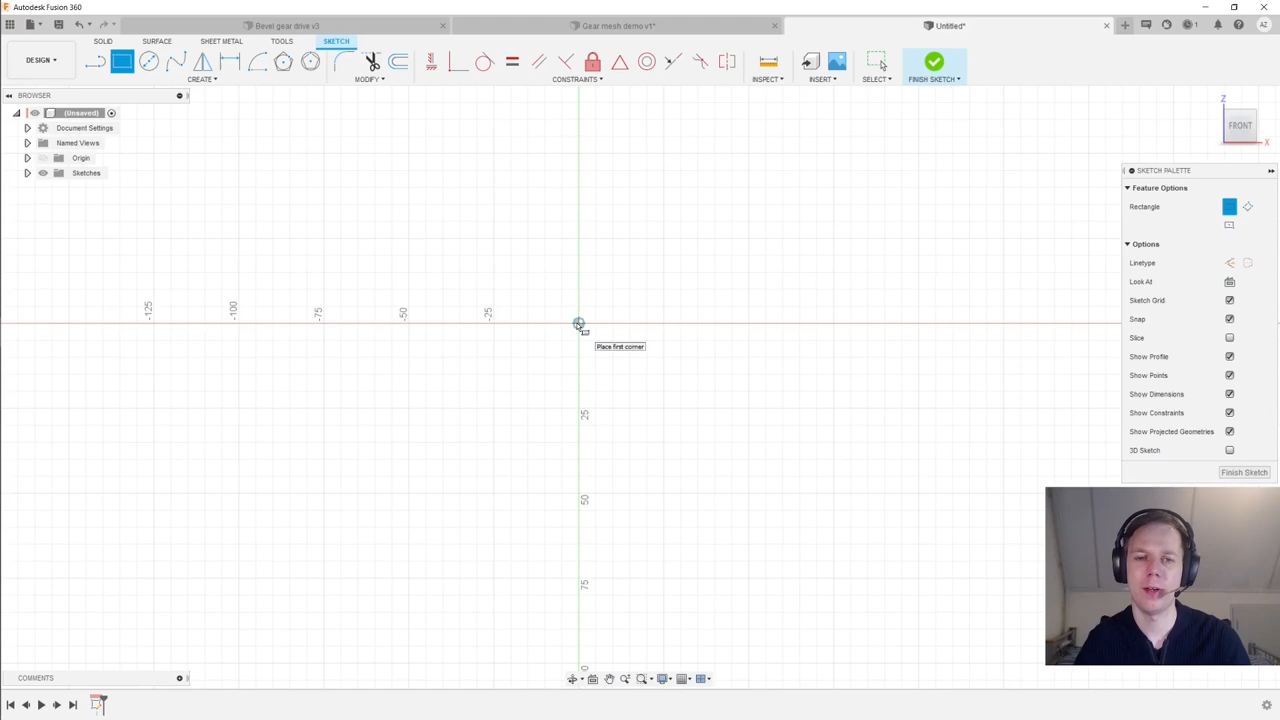 Autodesk Fusion 360
Bevel gear drive v3
Gear mesh demo v1*
Untitled*
1
AZ
DESIGN
SOLID
SURFACE
SHEET METAL
TOOLS
SKETCH
CREATE
MODIFY
CONSTRAINTS
INSPECT
INSERT
SELECT
FINISH SKETCH
BROWSER
(Unsaved)
Document Settings
Named Views
Origin
Sketches
Z
FRONT
X
-125
-100
-75
-50
-25
Place first corner
25
50
75
0
SKETCH PALETTE
Feature Options
Rectangle
Options
Linetype
Look At
Sketch Grid
Snap
Slice
Show Profile
Show Points
Show Dimensions
Show Constraints
Show Projected Geometries
3D Sketch
Finish Sketch
COMMENTS